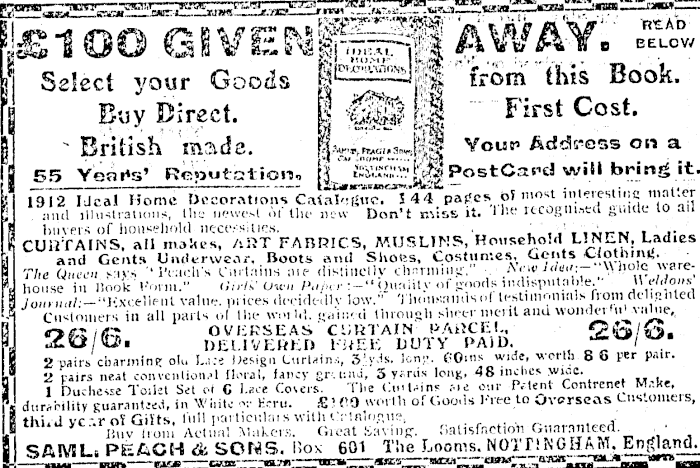 £100 GIVEN AWAY. READ BELOW
Select your Goods from this Book.
Buy Direct. First Cost.
British made. Your Address on a
55 Years' Reputation, PostCard will bring it.
IDEAL
HOME
DECORATIONS
SAML. PEACH & SONS
NOTTINGHAM
ENGLAND
1912 Ideal Home Decorations Catalogue. 144 pages of most interesting matter
and illustrations, the newest of the new Don't miss it. The recognised guide to all
buyers of household necessities.
CURTAINS, all makes, ART FABRICS, MUSLINS, Household LINEN, Ladies
and Gents Underwear, Boots and Shoes, Costumes, Gents Clothing.
The Queen says "Peach's Curtains are distinctly charming." New Idea:—"Whole ware-
house in Book Form." Girls' Own Paper:—"Quality of goods indisputable." Weldons'
Journal:—"Excellent value, prices decidedly low." Thousands of testimonials from delighted
Customers in all parts of the world, gained through sheer merit and wonderful value,
26/6. OVERSEAS CURTAIN PARCEL, 26/6.
DELIVERED FREE DUTY PAID.
2 pairs charming old Lace Design Curtains, 3½yds. long, 60ins wide, worth 8 6 per pair.
2 pairs neat conventional floral, fancy ground, 3 yards long, 48 inches wide.
1 Duchesse Toilet Set of 6 Lace Covers. The Curtains are our Patent Contrenet Make,
durability guaranteed, in White or Ecru. £100 worth of Goods Free to Overseas Customers,
third year of Gifts, full particulars with Catalogue,
Buy from Actual Makers. Great Saving. Satisfaction Guaranteed.
SAML. PEACH & SONS. Box 601 The Looms, NOTTINGHAM, England.